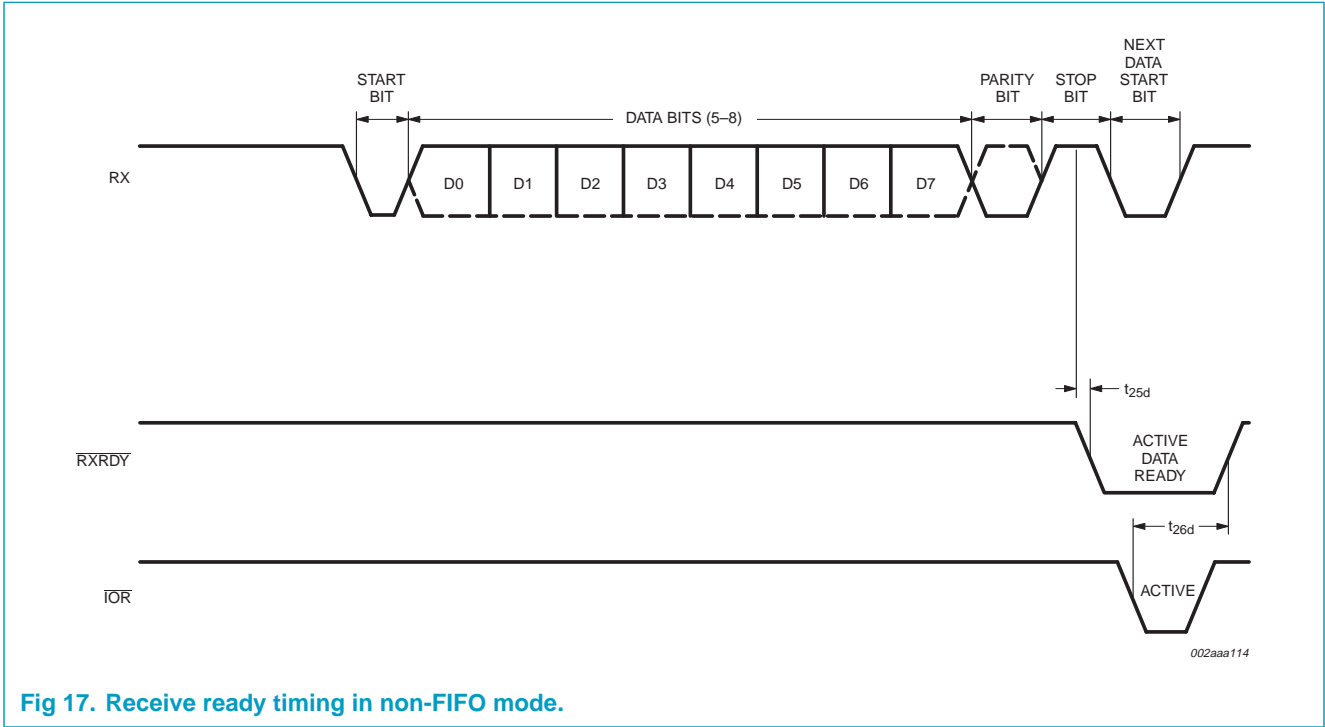 NEXT
DATA
START
BIT
START
BIT
PARITY
BIT
STOP
BIT
DATA BITS (5–8)
RX
D0 D1 D2 D3 D4 D5 D6 D7
t25d
RXRDY
ACTIVE
DATA
READY
t26d
IOR
ACTIVE
002aaa114
Fig 17. Receive ready timing in non-FIFO mode.